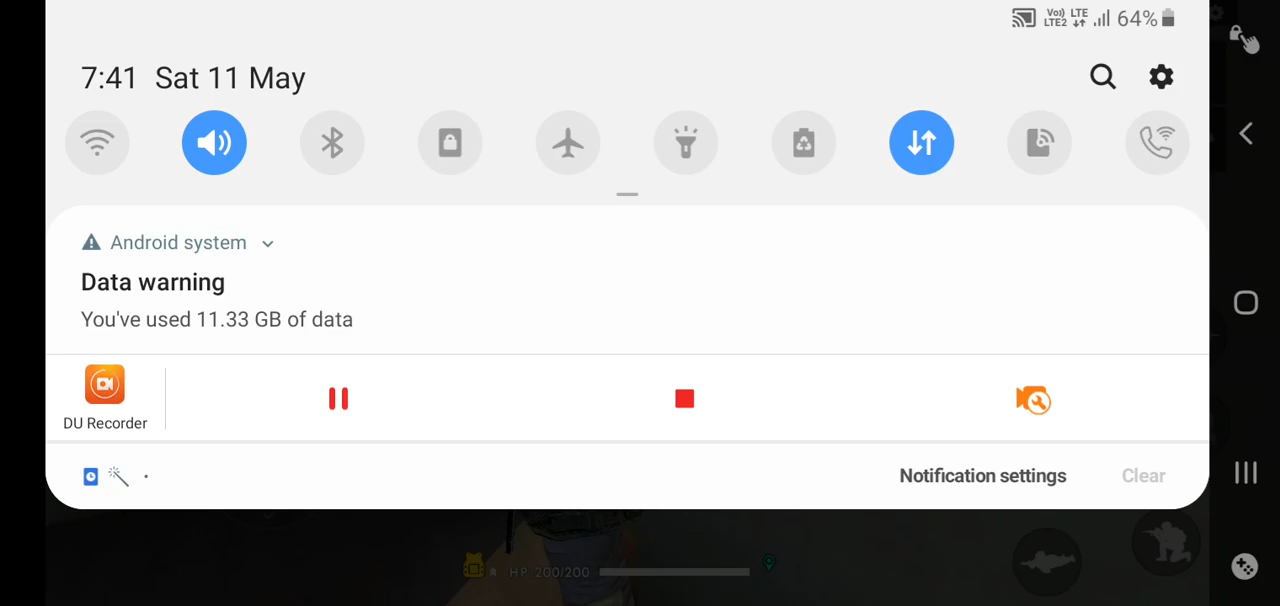 Vo)) LTE
LTE2 64%
7:41 Sat 11 May
Android system
Data warning
You've used 11.33 GB of data
DU Recorder
Notification settings Clear
HP 200/200